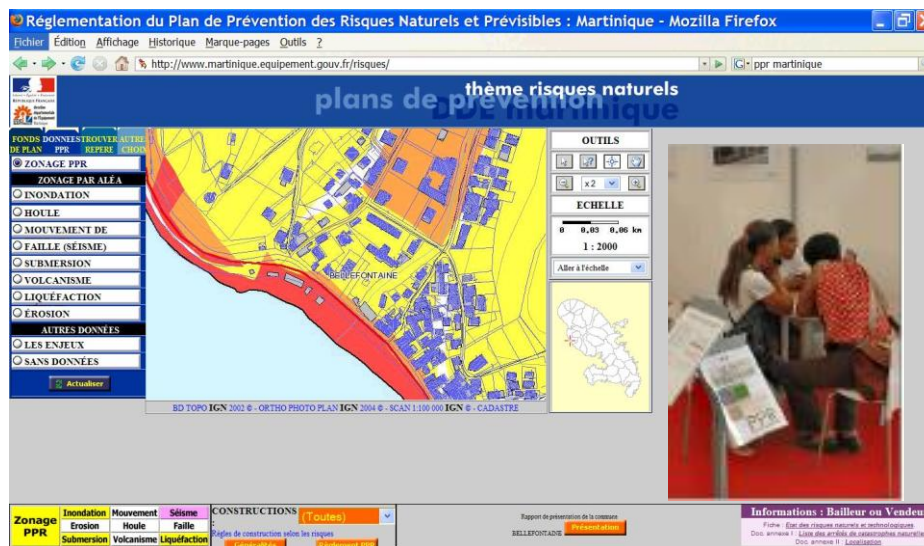 Réglementation du Plan de Prévention des Risques Naturels et Prévisibles : Martinique - Mozilla Firefox
Fichier Édition Affichage Historique Marque-pages Outils ?
http://www.martinique.equipement.gouv.fr/risques/
ppr martinique
thème risques naturels
plans de prévention
DDE martinique
FONDS DE PLAN
DONNEES PPR
TROUVER REPERE
AUTRE CHOIX
ZONAGE PPR
ZONAGE PAR ALÉA
INONDATION
HOULE
MOUVEMENT DE
FAILLE (SÉISME)
SUBMERSION
VOLCANISME
LIQUÉFACTION
ÉROSION
AUTRES DONNÉES
LES ENJEUX
SANS DONNÉES
Actualiser
BELLEFONTAINE
BD TOPO IGN 2002 © - ORTHO PHOTO PLAN IGN 2004 © - SCAN 1:100 000 IGN © - CADASTRE
OUTILS
x2
ECHELLE
0 0,03 0,06 km
1 : 2000
Aller à l'échelle
PPR
Zonage PPR
Inondation Mouvement Séisme
Erosion Houle Faille
Submersion Volcanisme Liquéfaction
CONSTRUCTIONS :
(Toutes)
Règles de construction selon les risques
Rapport de présentation de la commune
BELLEFONTAINE
Présentation
Informations : Bailleur ou Vendeu
Fiche : Etat des risques naturels et technologiques
Doc. annexe I : Liste des arrêtés de catastrophes naturelle
Doc. annexe II : Localisation